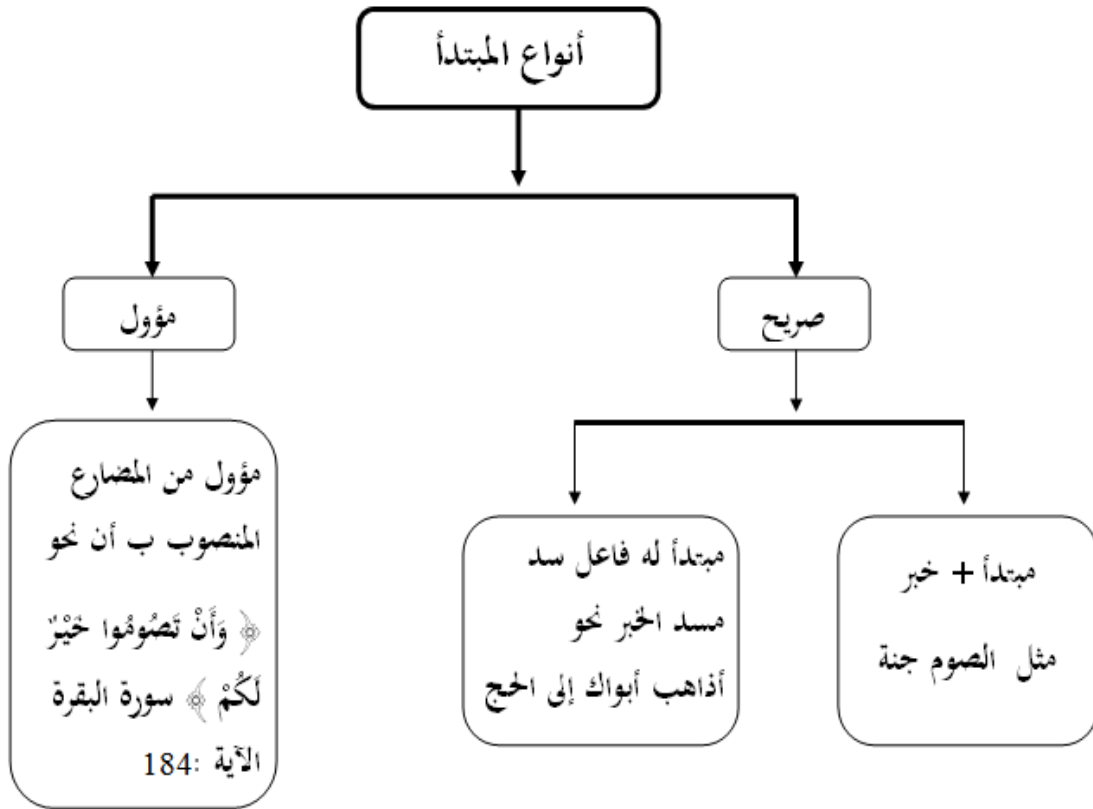 أنواع المبتدأ
صريح
مؤول
مبتدأ + خبر
مثل الصوم جنة
مبتدأ له فاعل سد
مسد الخبر نحو
أذاهب أبواك إلى الحج
مؤول من المضارع
المنصوب ب أن نحو
﴿ وَأَنْ تَصُومُوا خَيْرٌ
لَكُمْ ﴾ سورة البقرة
الآية :184